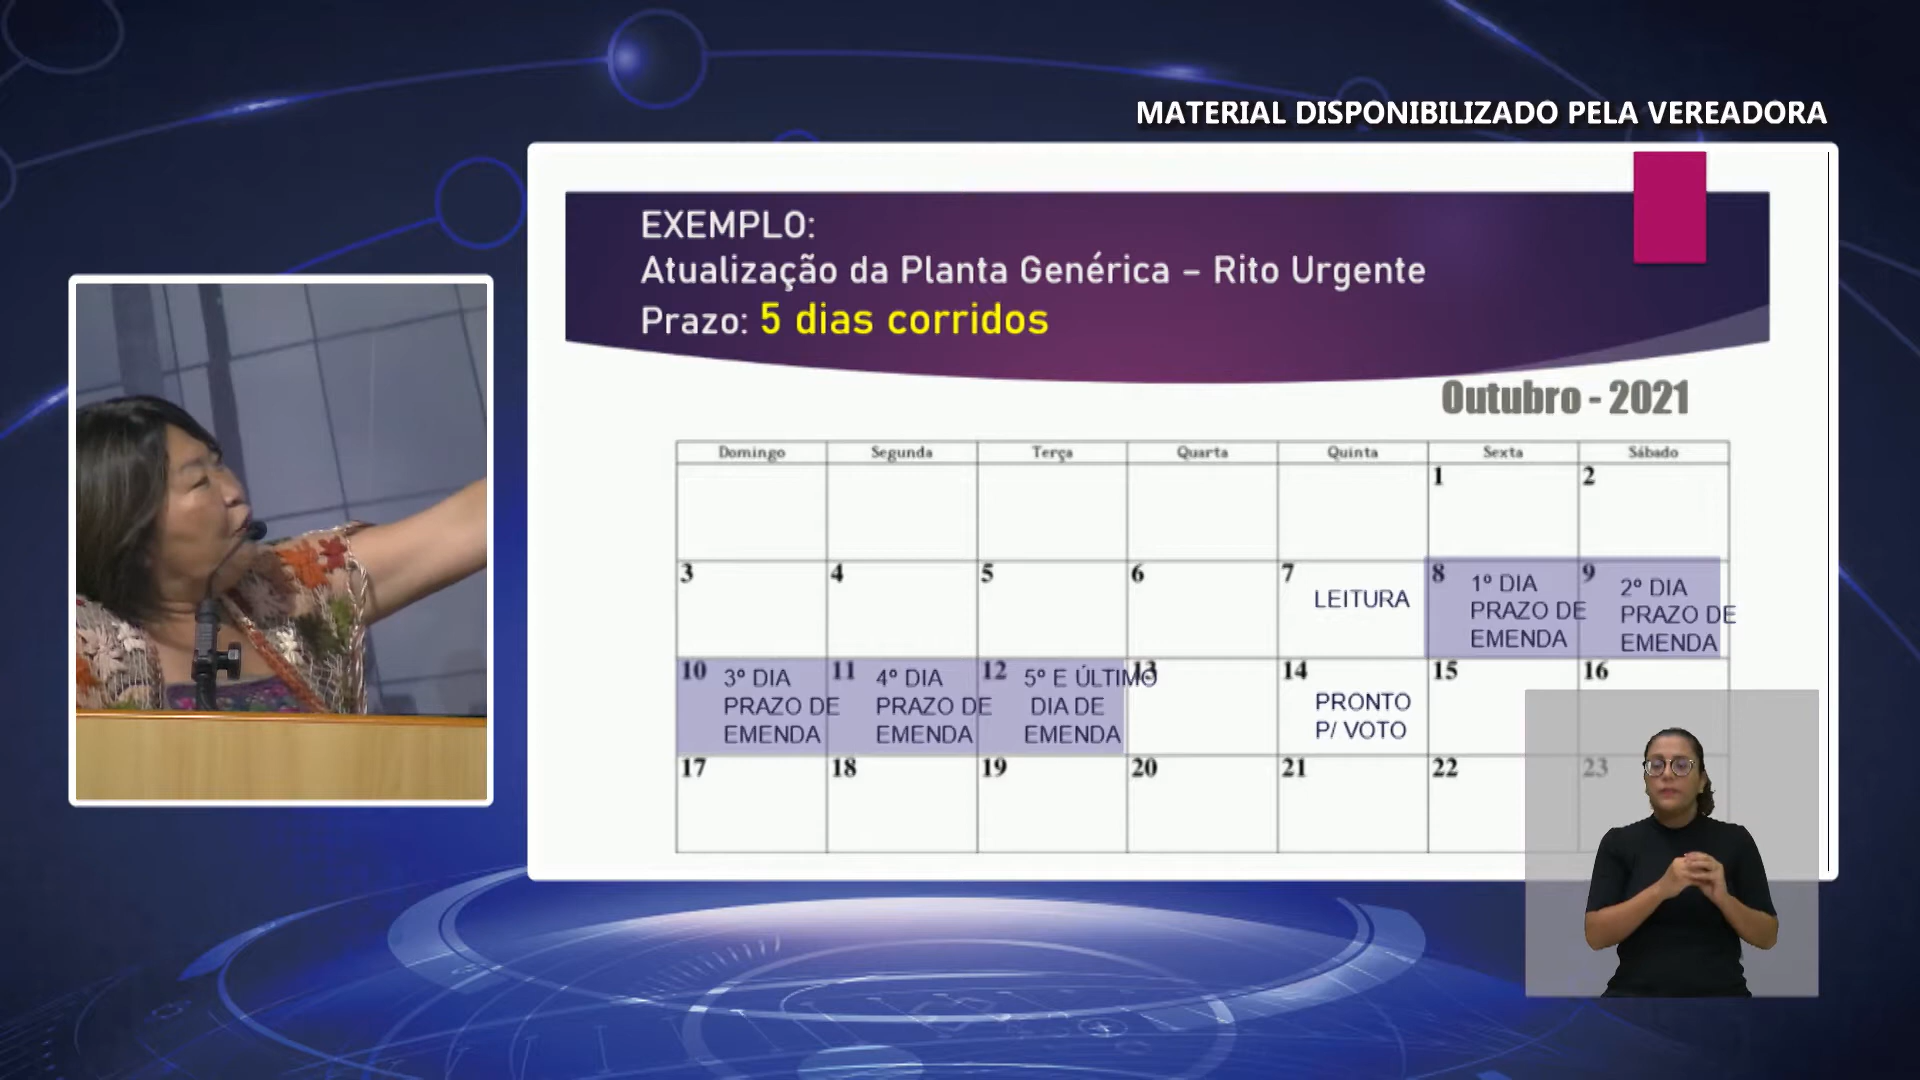 MATERIAL DISPONIBILIZADO PELA VEREADORA
EXEMPLO:
Atualização da Planta Genérica – Rito Urgente
Prazo: 5 dias corridos
Outubro - 2021
Domingo Segunda Terça Quarta Quinta Sexta Sábado
1 2
3 4 5 6 7 8 9
LEITURA
1º DIA
PRAZO DE
EMENDA
2º DIA
PRAZO DE
EMENDA
10 11 12 13 14 15 16
3º DIA
PRAZO DE
EMENDA
4º DIA
PRAZO DE
EMENDA
5º E ÚLTIMO
DIA DE
EMENDA
PRONTO
P/ VOTO
17 18 19 20 21 22 23